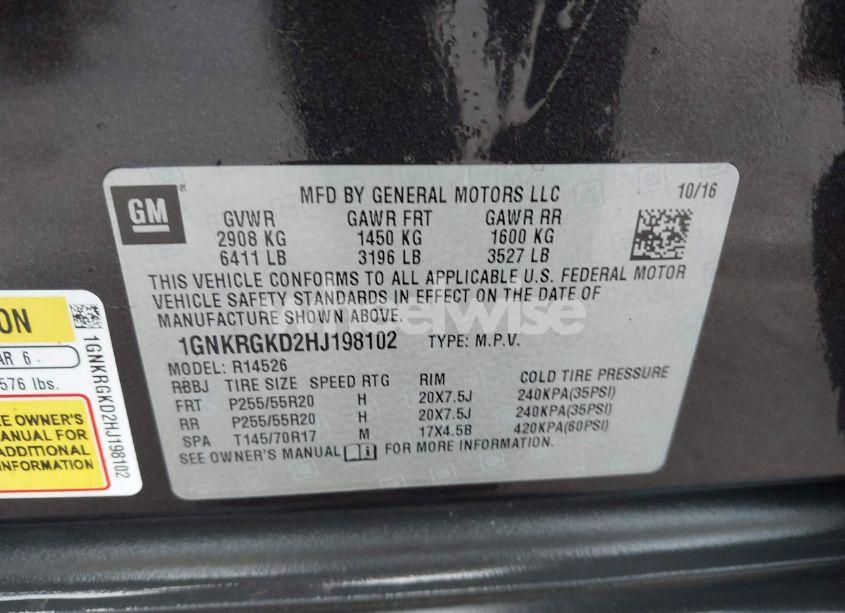 GM
MFD BY GENERAL MOTORS LLC
10/16
GVWR GAWR FRT GAWR RR
2908 KG 1450 KG 1600 KG
6411 LB 3196 LB 3527 LB
THIS VEHICLE CONFORMS TO ALL APPLICABLE U.S. FEDERAL MOTOR
VEHICLE SAFETY STANDARDS IN EFFECT ON THE DATE OF
MANUFACTURE SHOWN ABOVE.
wheelwise
1GNKRGKD2HJ198102 TYPE: M.P.V.
MODEL: R14526
RBBJ TIRE SIZE SPEED RTG RIM COLD TIRE PRESSURE
FRT P255/55R20 H 20X7.5J 240KPA(35PSI)
RR P255/55R20 H 20X7.5J 240KPA(35PSI)
SPA T145/70R17 M 17X4.5B 420KPA(60PSI)
SEE OWNER'S MANUAL FOR MORE INFORMATION.
ON
AR 6
576 lbs.
SEE OWNER'S
MANUAL FOR
ADDITIONAL
INFORMATION
1GNKRGKD2HJ198102